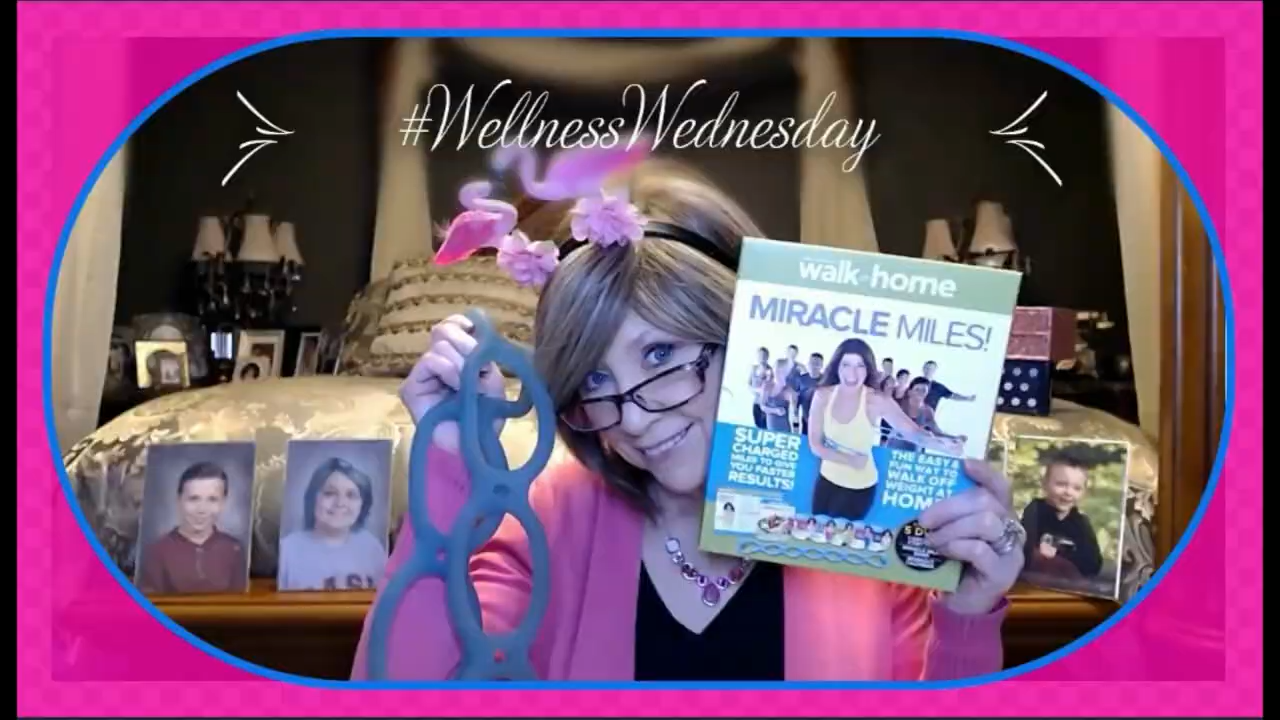 #WellnessWednesday
walk at home
MIRACLE MILES!
SUPER
CHARGED
MILES TO GIVE
YOU FASTER
RESULTS!
THE EASY &
FUN WAY TO
WALK OFF
WEIGHT AT
HOME